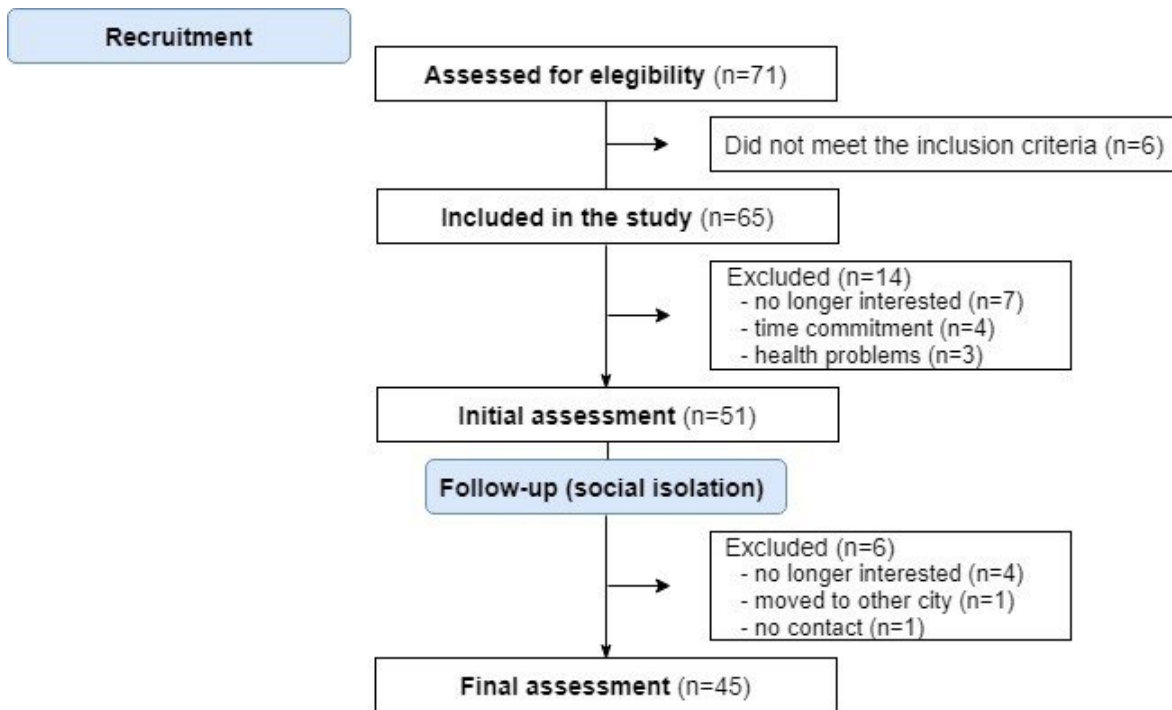 Recruitment
Assessed for elegibility (n=71)
Did not meet the inclusion criteria (n=6)
Included in the study (n=65)
Excluded (n=14)
- no longer interested (n=7)
- time commitment (n=4)
- health problems (n=3)
Initial assessment (n=51)
Follow-up (social isolation)
Excluded (n=6)
- no longer interested (n=4)
- moved to other city (n=1)
- no contact (n=1)
Final assessment (n=45)